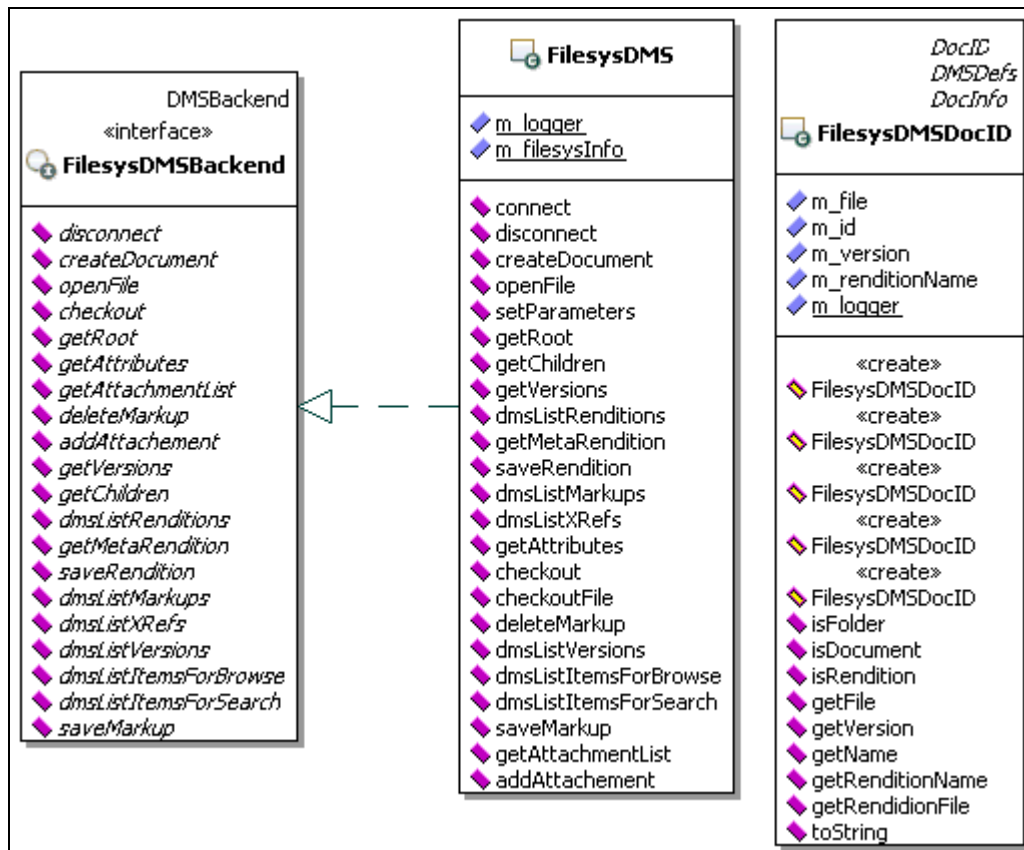 DMSBackend
«interface»
FilesysDMSBackend
disconnect
createDocument
openFile
checkout
getRoot
getAttributes
getAttachmentList
deleteMarkup
addAttachement
getVersions
getChildren
dmsListRenditions
getMetaRendition
saveRendition
dmsListMarkups
dmsListXRefs
dmsListVersions
dmsListItemsForBrowse
dmsListItemsForSearch
saveMarkup
FilesysDMS
m_logger
m_filesysInfo
connect
disconnect
createDocument
openFile
setParameters
getRoot
getChildren
getVersions
dmsListRenditions
getMetaRendition
saveRendition
dmsListMarkups
dmsListXRefs
getAttributes
checkout
checkoutFile
deleteMarkup
dmsListVersions
dmsListItemsForBrowse
dmsListItemsForSearch
saveMarkup
getAttachmentList
addAttachement
DocID
DMSDefs
DocInfo
FilesysDMSDocID
m_file
m_id
m_version
m_renditionName
m_logger
«create»
FilesysDMSDocID
«create»
FilesysDMSDocID
«create»
FilesysDMSDocID
«create»
FilesysDMSDocID
«create»
FilesysDMSDocID
isFolder
isDocument
isRendition
getFile
getVersion
getName
getRenditionName
getRendidionFile
toString